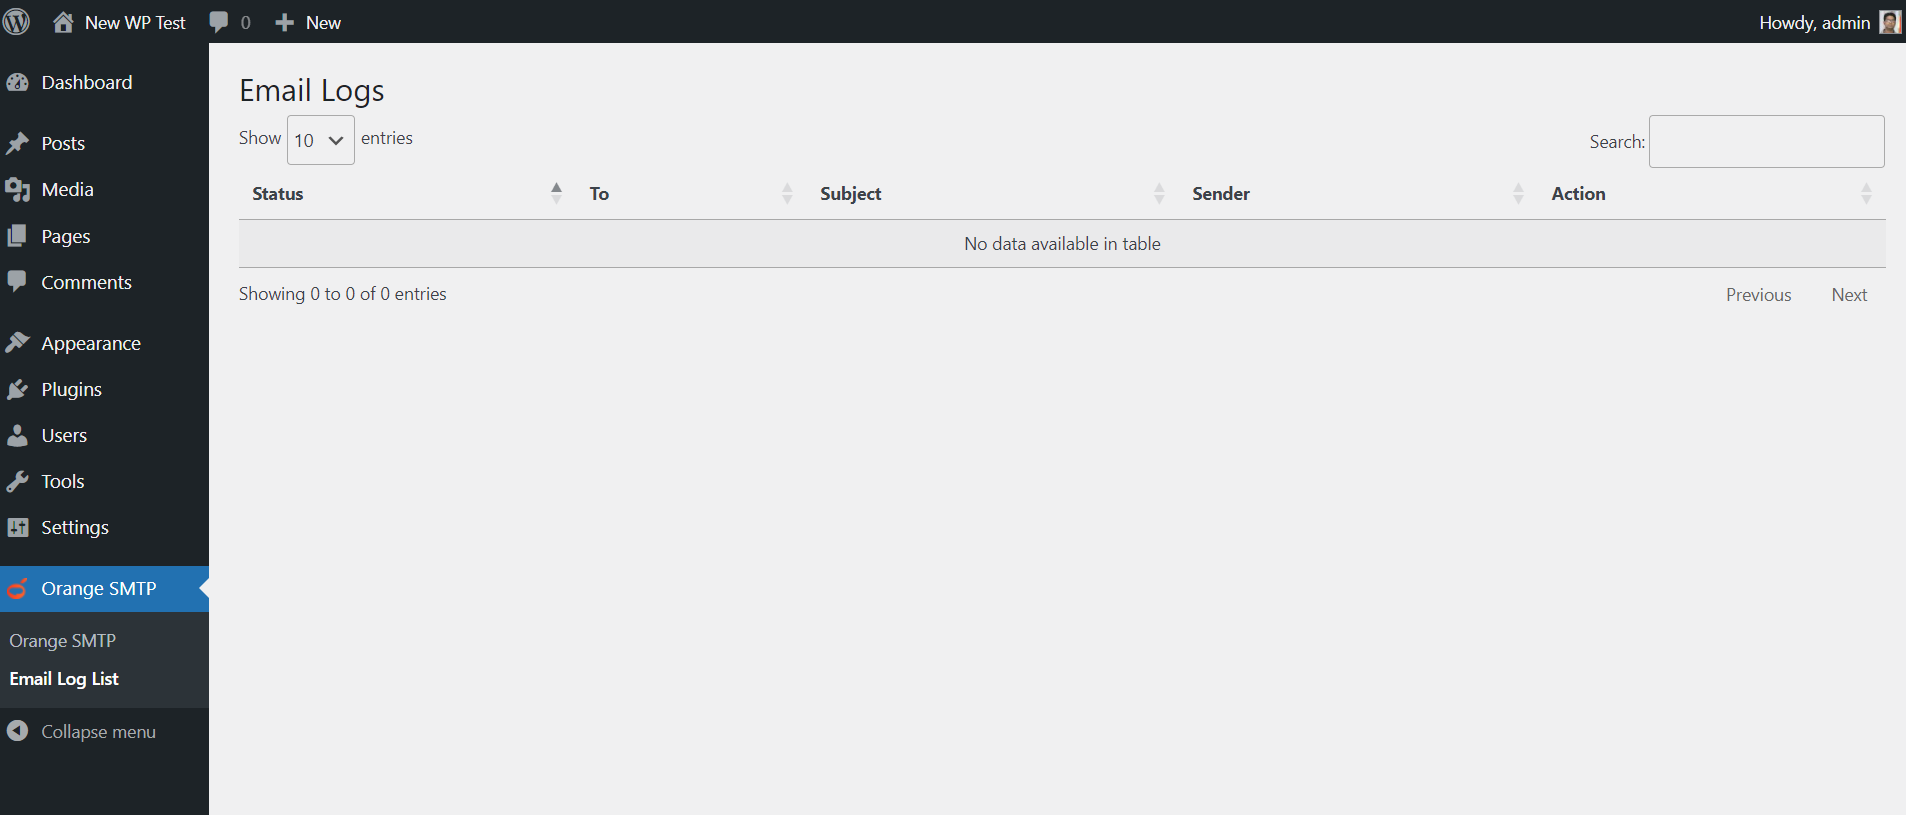 New WP Test 0 New Howdy, admin
Dashboard
Posts
Media
Pages
Comments
Appearance
Plugins
Users
Tools
Settings
Orange SMTP
Orange SMTP
Email Log List
Collapse menu
Email Logs
Show 10 entries Search:
Status To Subject Sender Action
No data available in table
Showing 0 to 0 of 0 entries Previous Next